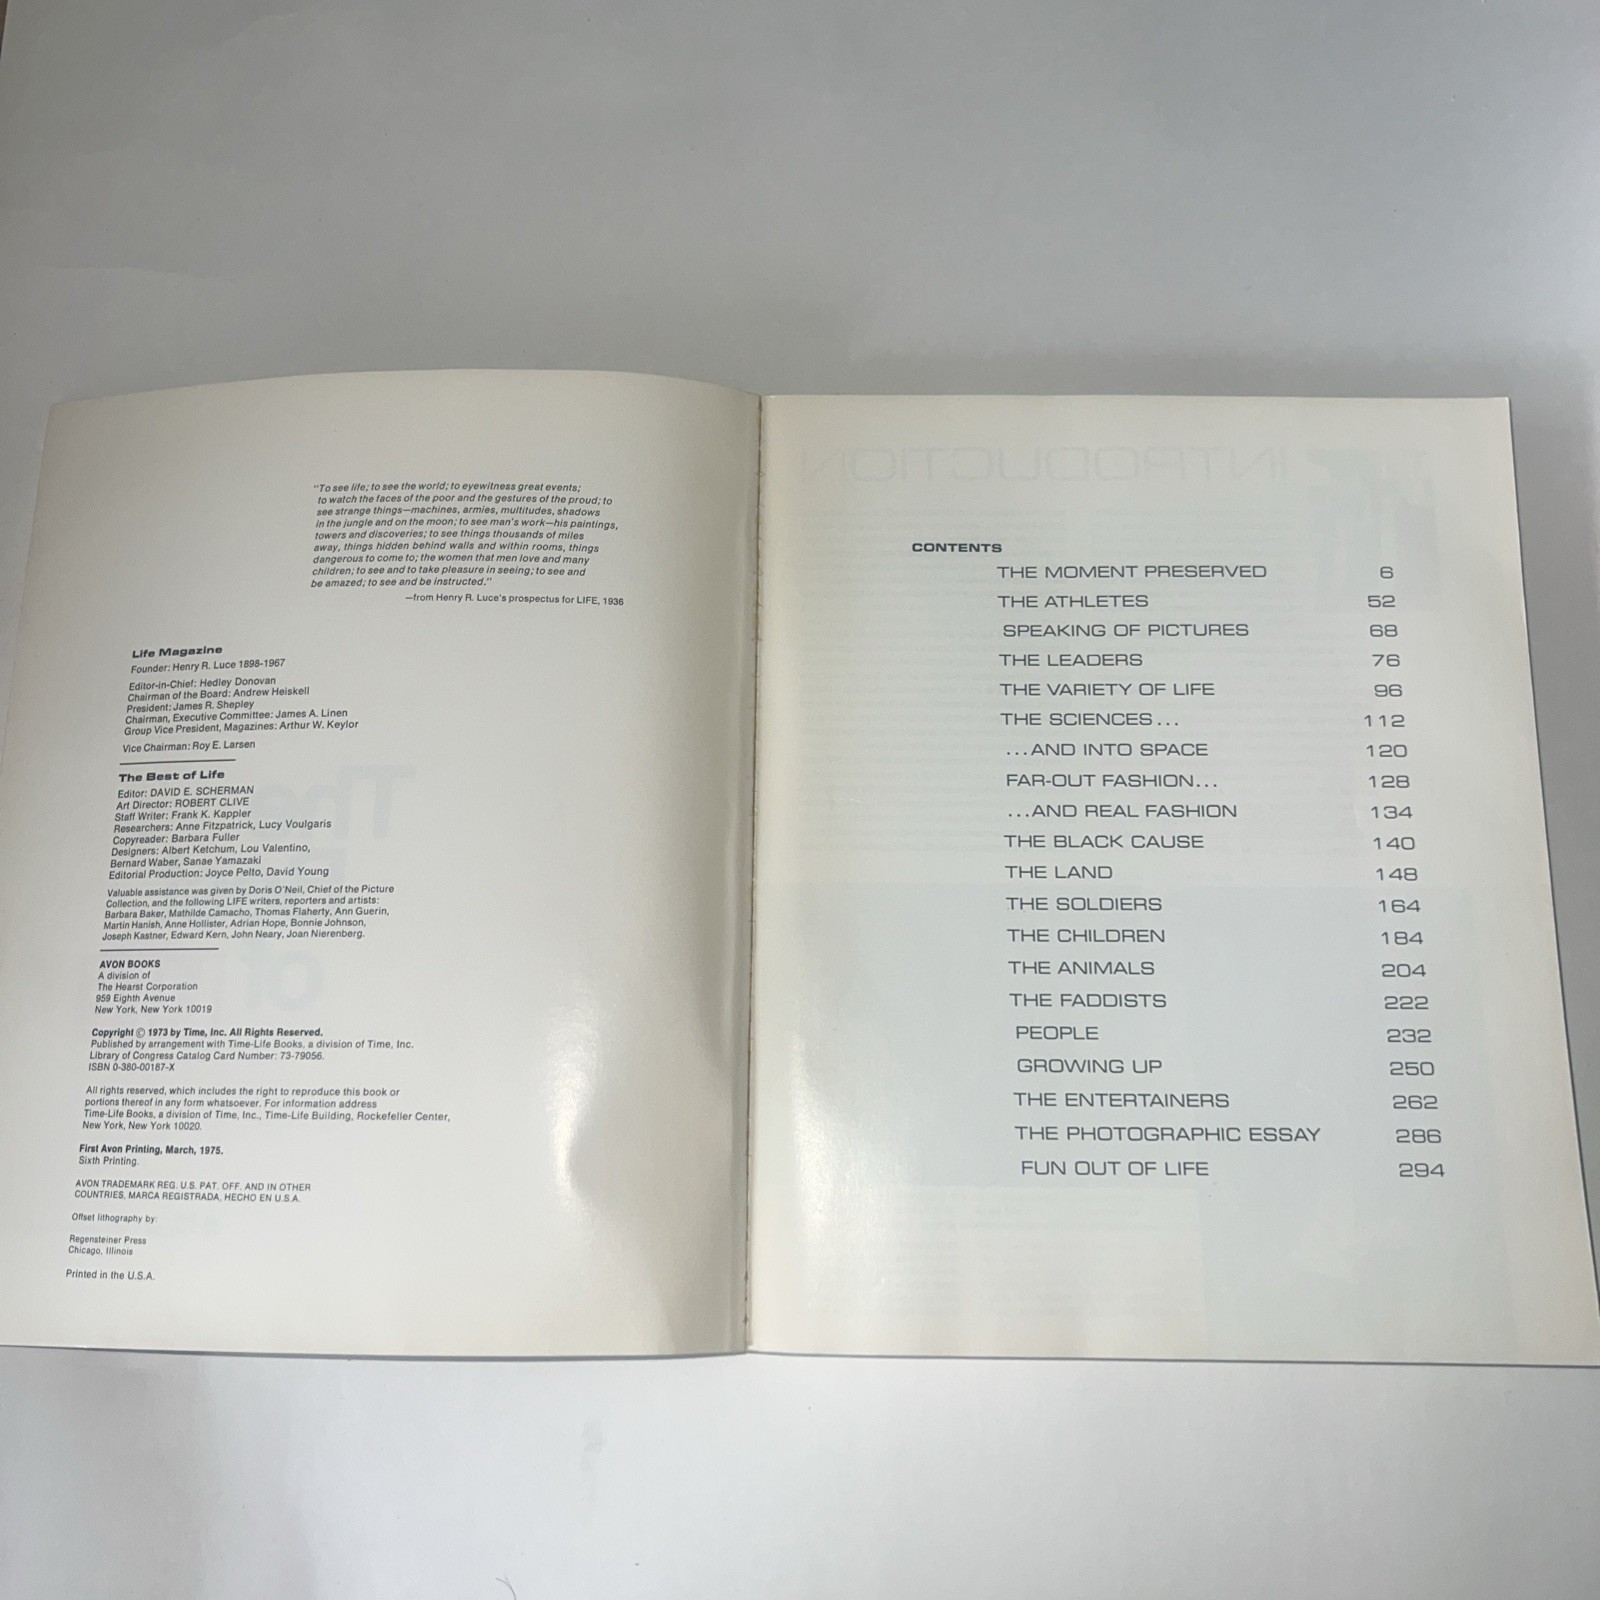 "To see life; to see the world; to eyewitness great events;
to watch the faces of the poor and the gestures of the proud; to
see strange things—machines, armies, multitudes, shadows
in the jungle and on the moon; to see man's work—his paintings,
towers and discoveries; to see things thousands of miles
away, things hidden behind walls and within rooms, things
dangerous to come to; the women that men love and many
children; to see and to take pleasure in seeing; to see and
be amazed; to see and be instructed."
—from Henry R. Luce's prospectus for LIFE, 1936
Life Magazine
Founder: Henry R. Luce 1898-1967
Editor-in-Chief: Hedley Donovan
Chairman of the Board: Andrew Heiskell
President: James R. Shepley
Chairman, Executive Committee: James A. Linen
Group Vice President, Magazines: Arthur W. Keylor
Vice Chairman: Roy E. Larsen
The Best of Life
Editor: DAVID E. SCHERMAN
Art Director: ROBERT CLIVE
Staff Writer: Frank K. Kappler
Researchers: Anne Fitzpatrick, Lucy Voulgaris
Copyreader: Barbara Fuller
Designers: Albert Ketchum, Lou Valentino,
Bernard Waber, Sanae Yamazaki
Editorial Production: Joyce Pelto, David Young
Valuable assistance was given by Doris O'Neil, Chief of the Picture
Collection, and the following LIFE writers, reporters and artists:
Barbara Baker, Mathilde Camacho, Thomas Flaherty, Ann Guerin,
Martin Hanish, Anne Hollister, Adrian Hope, Bonnie Johnson,
Joseph Kastner, Edward Kern, John Neary, Joan Nierenberg.
AVON BOOKS
A division of
The Hearst Corporation
959 Eighth Avenue
New York, New York 10019
Copyright © 1973 by Time, Inc. All Rights Reserved.
Published by arrangement with Time-Life Books, a division of Time, Inc.
Library of Congress Catalog Card Number: 73-79056.
ISBN 0-380-00187-X
All rights reserved, which includes the right to reproduce this book or
portions thereof in any form whatsoever. For information address
Time-Life Books, a division of Time, Inc., Time-Life Building, Rockefeller Center,
New York, New York 10020.
First Avon Printing, March, 1975.
Sixth Printing.
AVON TRADEMARK REG. U.S. PAT. OFF. AND IN OTHER
COUNTRIES, MARCA REGISTRADA, HECHO EN U.S.A.
Offset lithography by:
Regensteiner Press
Chicago, Illinois
Printed in the U.S.A.
CONTENTS
THE MOMENT PRESERVED 6
THE ATHLETES 52
SPEAKING OF PICTURES 68
THE LEADERS 76
THE VARIETY OF LIFE 96
THE SCIENCES... 112
...AND INTO SPACE 120
FAR-OUT FASHION... 128
...AND REAL FASHION 134
THE BLACK CAUSE 140
THE LAND 148
THE SOLDIERS 164
THE CHILDREN 184
THE ANIMALS 204
THE FADDISTS 222
PEOPLE 232
GROWING UP 250
THE ENTERTAINERS 262
THE PHOTOGRAPHIC ESSAY 286
FUN OUT OF LIFE 294